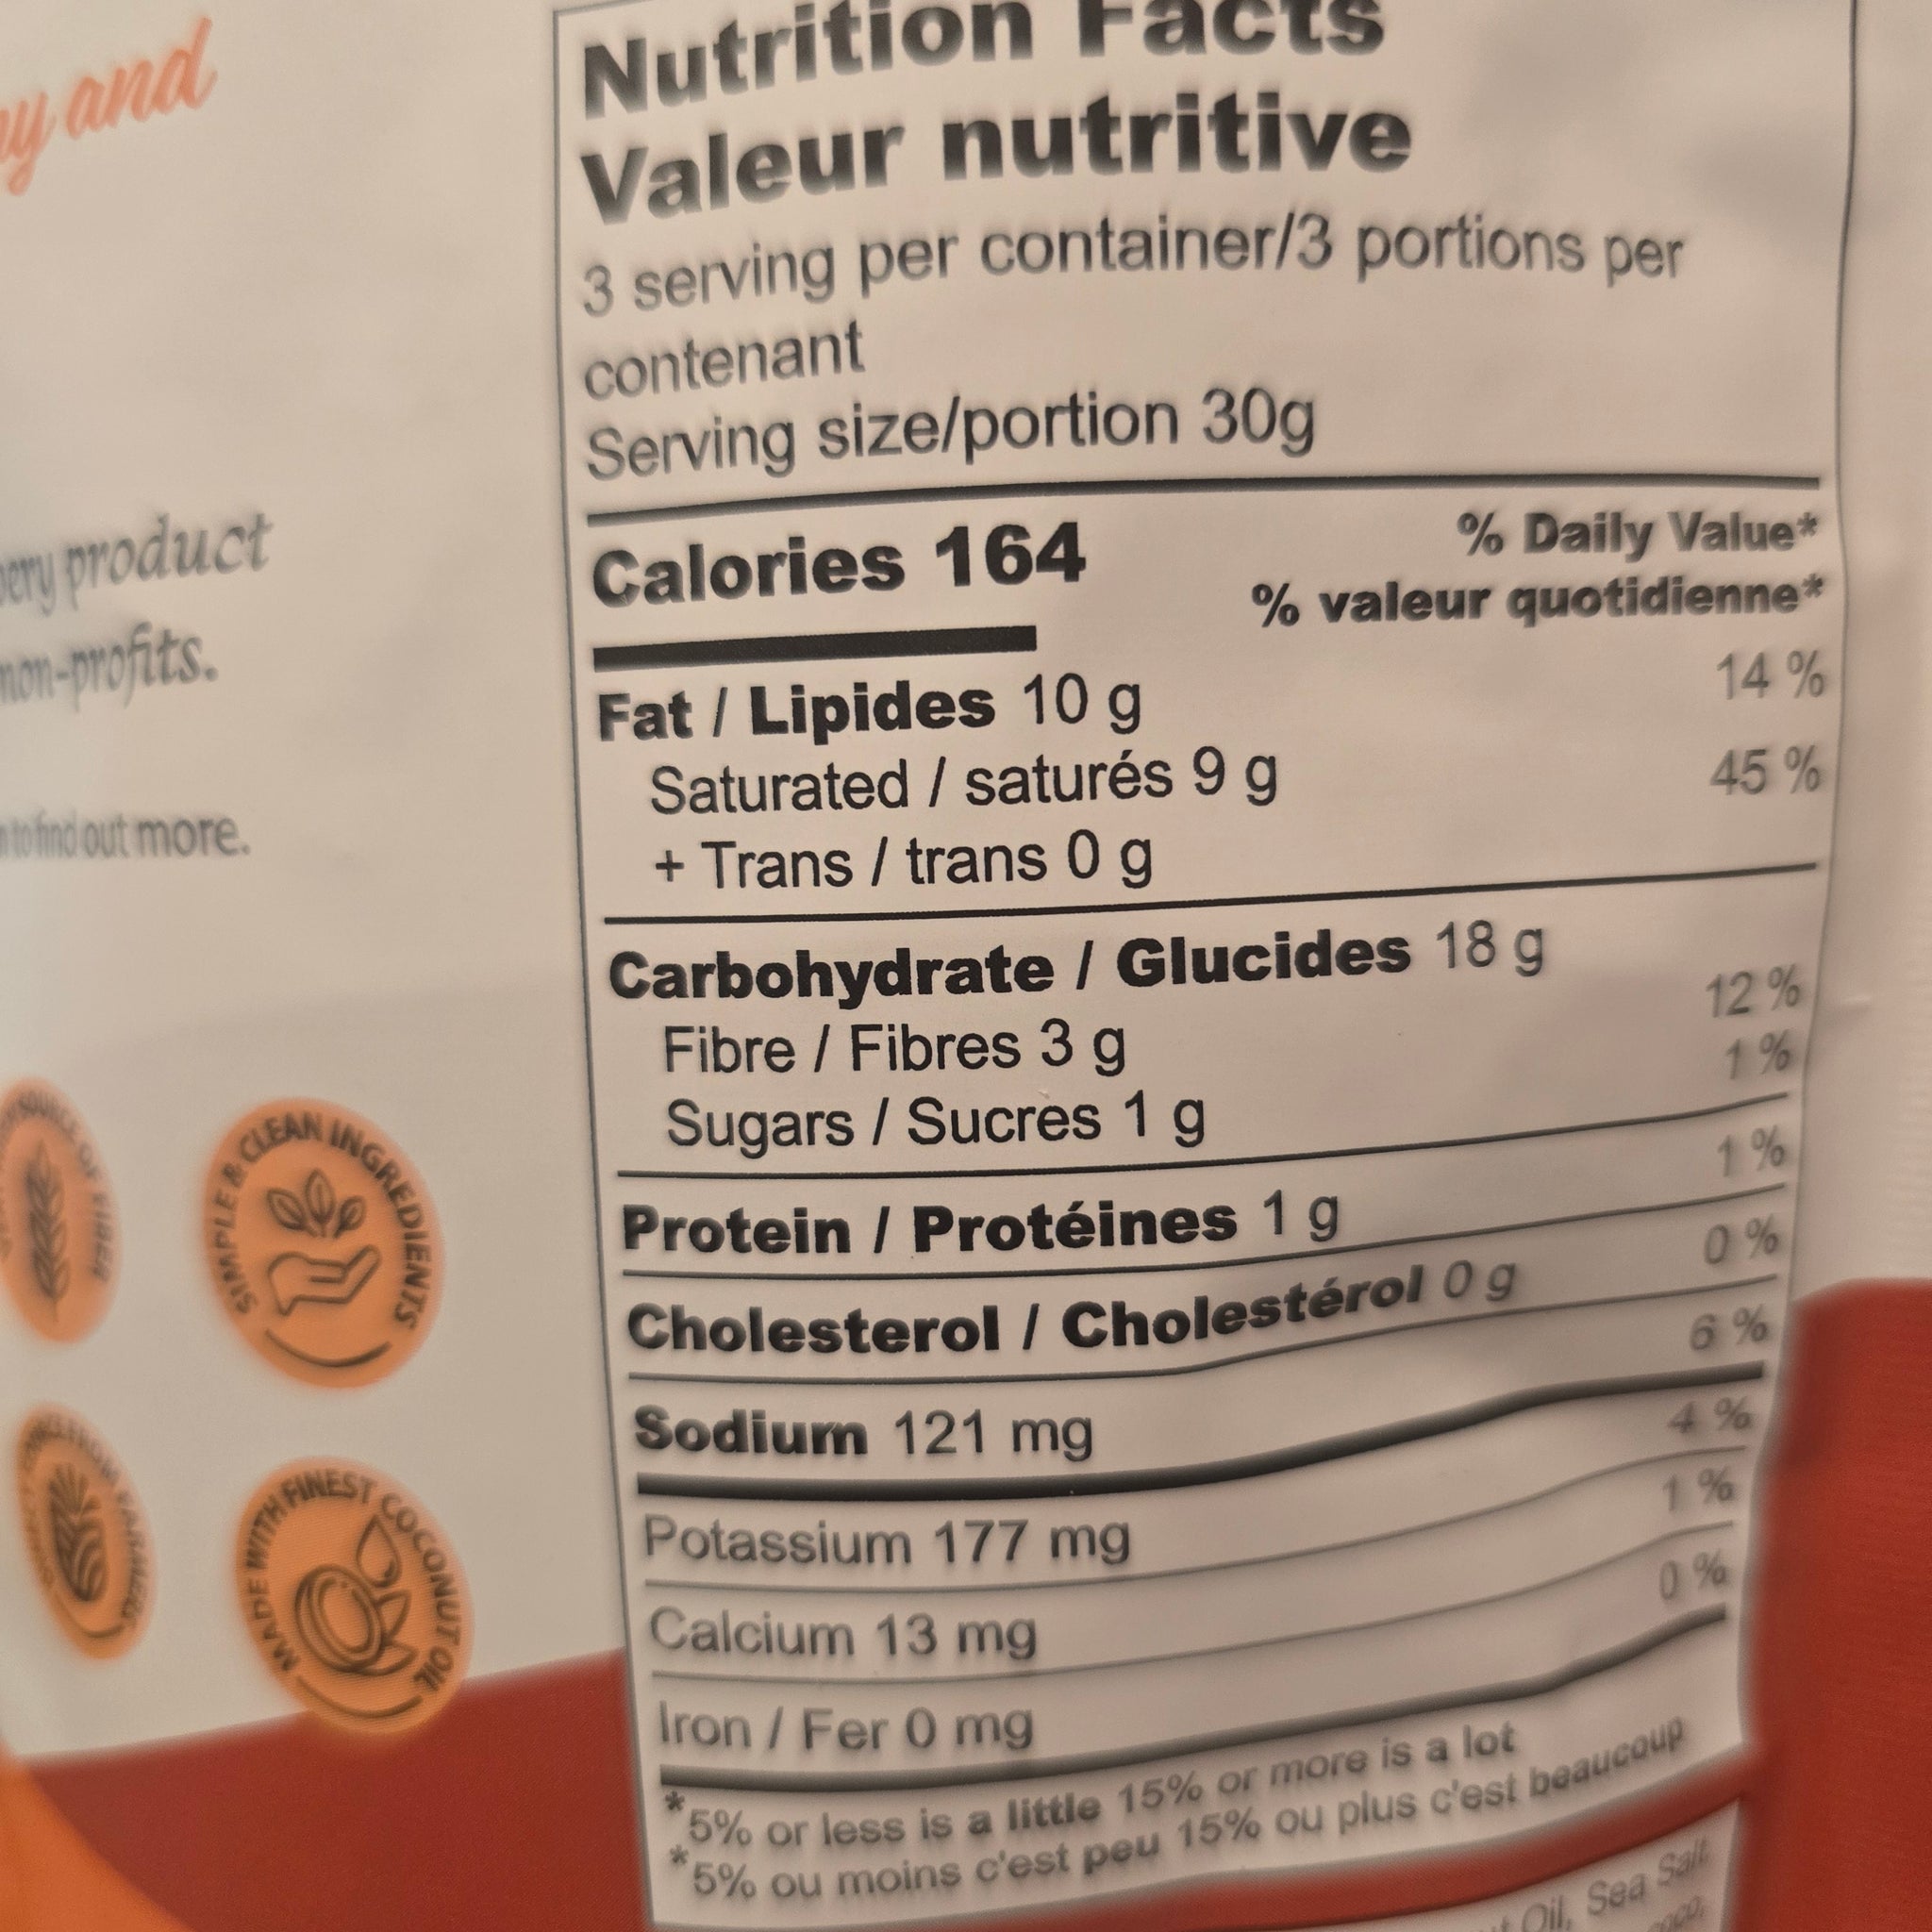 and
Nutrition Facts
Valeur nutritive
3 serving per container/3 portions per
contenant
Serving size/portion 30g
Calories 164
% Daily Value*
% valeur quotidienne*
Fat / Lipides 10 g 14 %
Saturated / saturés 9 g 45 %
+ Trans / trans 0 g
Carbohydrate / Glucides 18 g
Fibre / Fibres 3 g 12 %
Sugars / Sucres 1 g 1 %
Protein / Protéines 1 g 1 %
Cholesterol / Cholestérol 0 g 0 %
Sodium 121 mg 6 %
Potassium 177 mg 4 %
Calcium 13 mg 1 %
Iron / Fer 0 mg 0 %
*5% or less is a little 15% or more is a lot
*5% ou moins c'est peu 15% ou plus c'est beaucoup
Oil, Sea Salt
product
non-profits.
to find out more.
SOURCE OF FIBER
SIMPLE & CLEAN INGREDIENTS
FROM FARMERS
MADE WITH FINEST COCONUT OIL